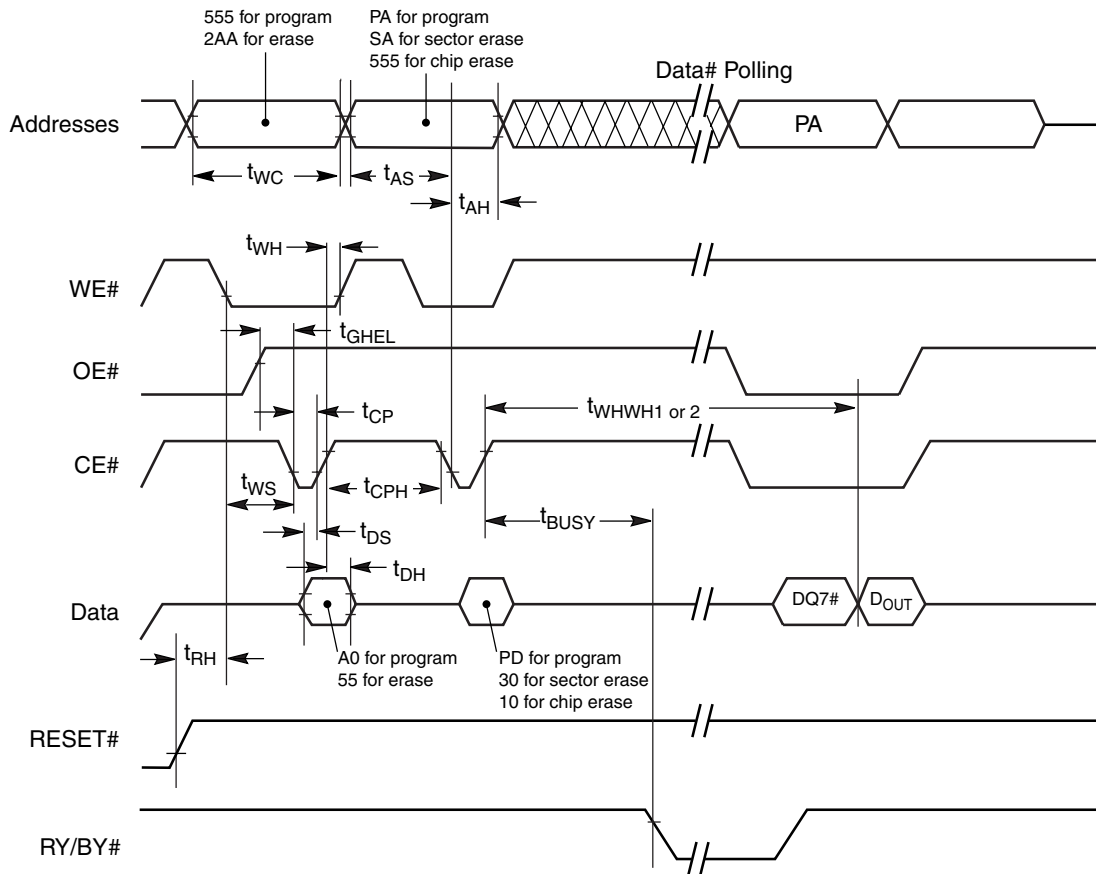 555 for program
2AA for erase
PA for program
SA for sector erase
555 for chip erase
Data# Polling
Addresses
PA
tWC
tAS
tAH
tWH
WE#
tGHEL
OE#
tWHWH1 or 2
tCP
CE#
tWS
tCPH
tBUSY
tDS
tDH
Data
DQ7#
DOUT
tRH
A0 for program
55 for erase
PD for program
30 for sector erase
10 for chip erase
RESET#
RY/BY#